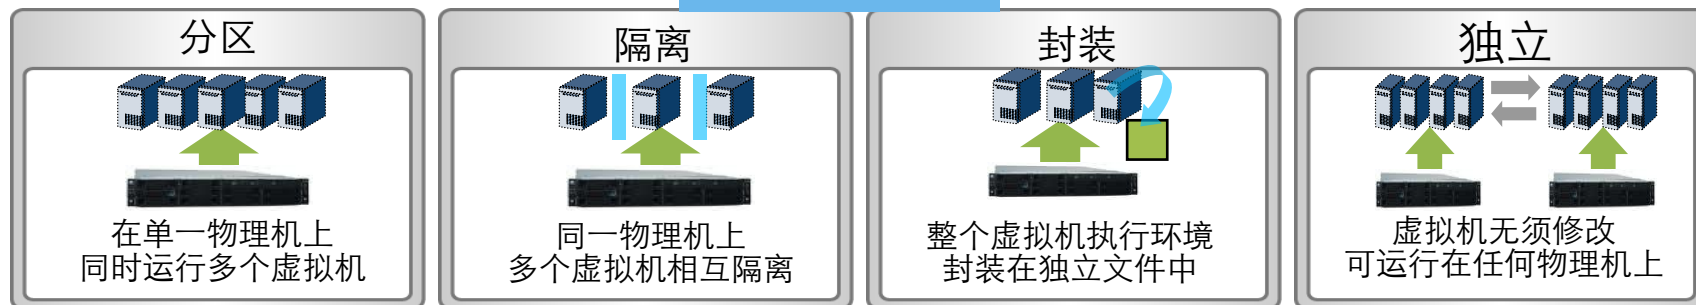 分区
在单一物理机上
同时运行多个虚拟机
隔离
同一物理机上
多个虚拟机相互隔离
封装
整个虚拟机执行环境
封装在独立文件中
独立
虚拟机无须修改
可运行在任何物理机上